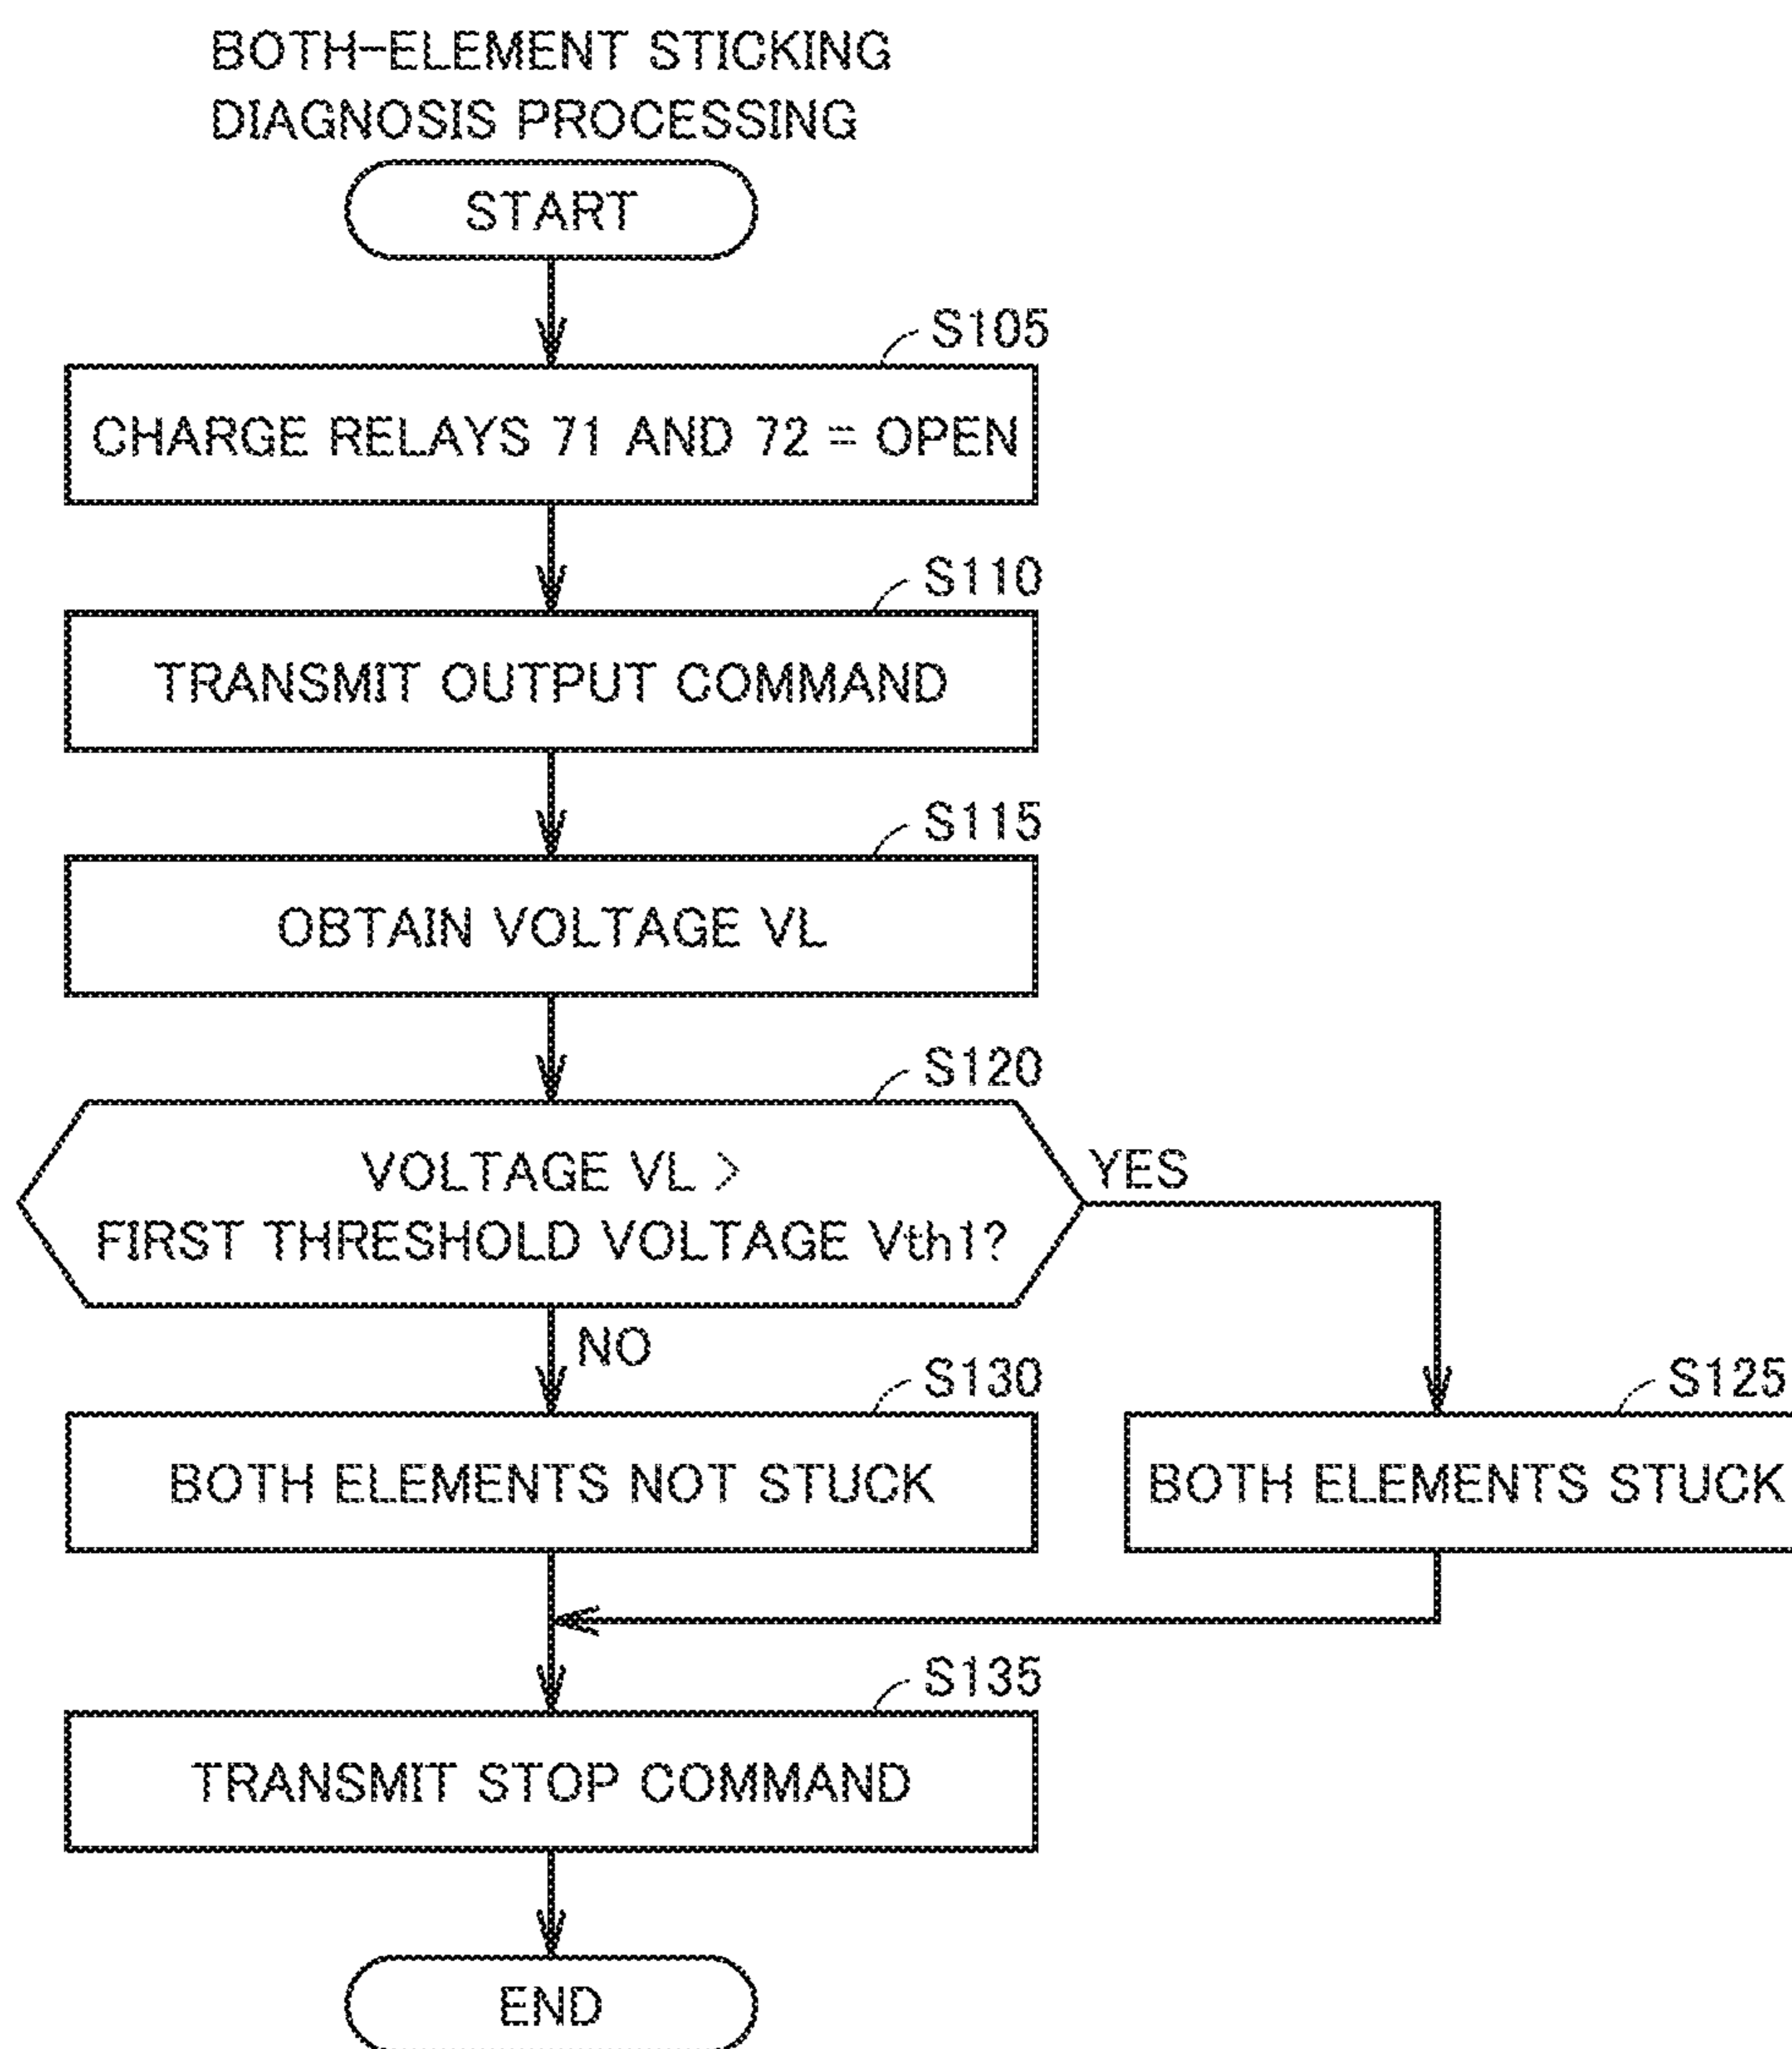 BOTH-ELEMENT STICKING
DIAGNOSIS PROCESSING
START
S105
CHARGE RELAYS 71 AND 72 = OPEN
S110
TRANSMIT OUTPUT COMMAND
S115
OBTAIN VOLTAGE VL
S120
VOLTAGE VL >
FIRST THRESHOLD VOLTAGE Vth1?
YES
NO
S130
BOTH ELEMENTS NOT STUCK
S125
BOTH ELEMENTS STUCK
S135
TRANSMIT STOP COMMAND
END